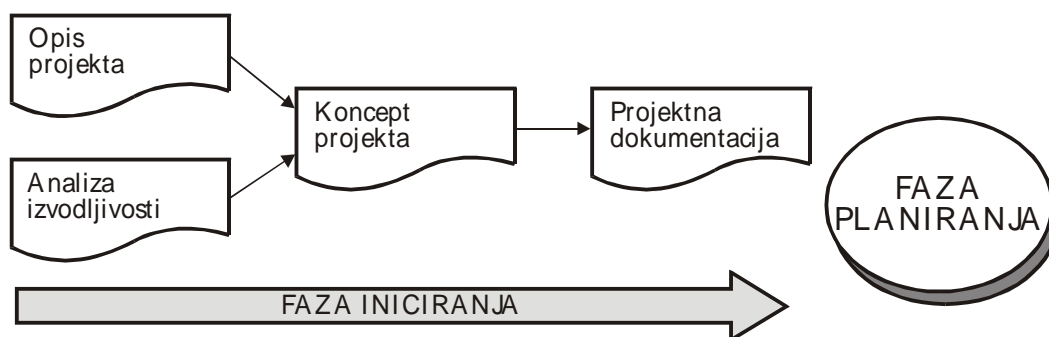 Opis
projekta
Analiza
izvodljivosti
Koncept
projekta
Projektna
dokumentacija
FAZA
PLANIRANJA
FAZA INICIRANJA